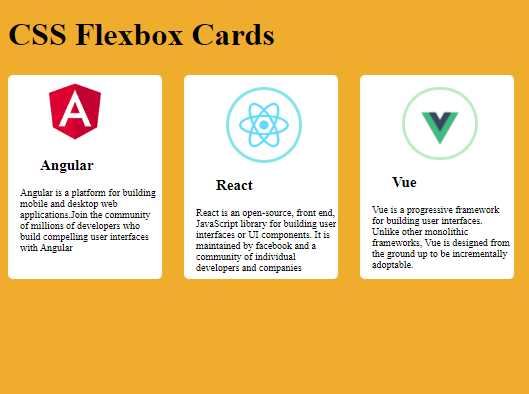 CSS Flexbox Cards
A
Angular
Angular is a platform for building
mobile and desktop web
applications.Join the community
of millions of developers who
build compelling user interfaces
with Angular
React
React is an open-source, front end,
JavaScript library for building user
interfaces or UI components. It is
maintained by facebook and a
community of individual
developers and companies
Vue
Vue is a progressive framework
for building user interfaces.
Unlike other monolithic
frameworks, Vue is designed from
the ground up to be incrementally
adoptable.